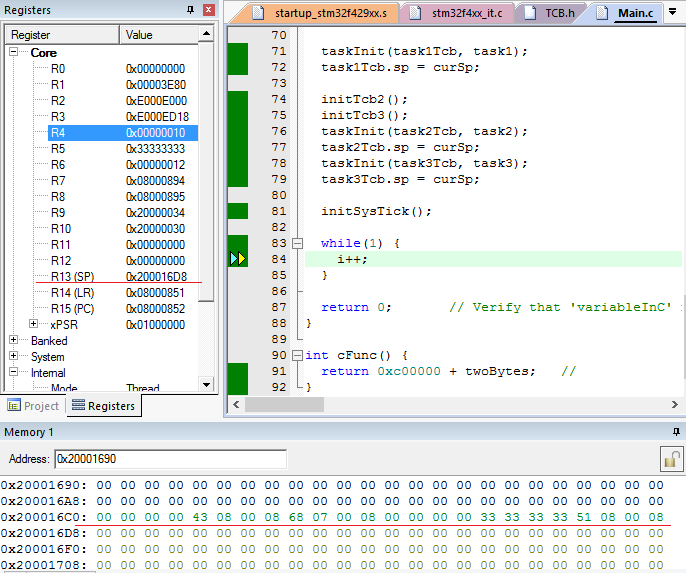 Registers
Register Value
Core
R0 0x00000000
R1 0x00003E80
R2 0xE000E000
R3 0xE000ED18
R4 0x00000010
R5 0x33333333
R6 0x00000012
R7 0x08000894
R8 0x08000895
R9 0x20000034
R10 0x20000030
R11 0x00000000
R12 0x00000000
R13 (SP) 0x200016D8
R14 (LR) 0x08000851
R15 (PC) 0x08000852
xPSR 0x01000000
Banked
System
Internal
Mode Thread
Project Registers
startup_stm32f429xx.s stm32f4xx_it.c TCB.h Main.c
70
71 taskInit(task1Tcb, task1);
72 task1Tcb.sp = curSp;
73
74 initTcb2();
75 initTcb3();
76 taskInit(task2Tcb, task2);
77 task2Tcb.sp = curSp;
78 taskInit(task3Tcb, task3);
79 task3Tcb.sp = curSp;
80
81 initSysTick();
82
83 while(1) {
84 i++;
85 }
86
87 return 0; // Verify that 'variableInC'
88 }
89
90 int cFunc() {
91 return 0xc00000 + twoBytes; //
92 }
Memory 1
Address: 0x20001690
0x20001690: 00 00 00 00 00 00 00 00 00 00 00 00 00 00 00 00 00 00 00 00 00 00 00 00
0x200016A8: 00 00 00 00 00 00 00 00 00 00 00 00 00 00 00 00 00 00 00 00 00 00 00 00
0x200016C0: 00 00 00 00 43 08 00 08 68 07 00 08 00 00 00 00 33 33 33 33 51 08 00 08
0x200016D8: 00 00 00 00 00 00 00 00 00 00 00 00 00 00 00 00 00 00 00 00 00 00 00 00
0x200016F0: 00 00 00 00 00 00 00 00 00 00 00 00 00 00 00 00 00 00 00 00 00 00 00 00
0x20001708: 00 00 00 00 00 00 00 00 00 00 00 00 00 00 00 00 00 00 00 00 00 00 00 00